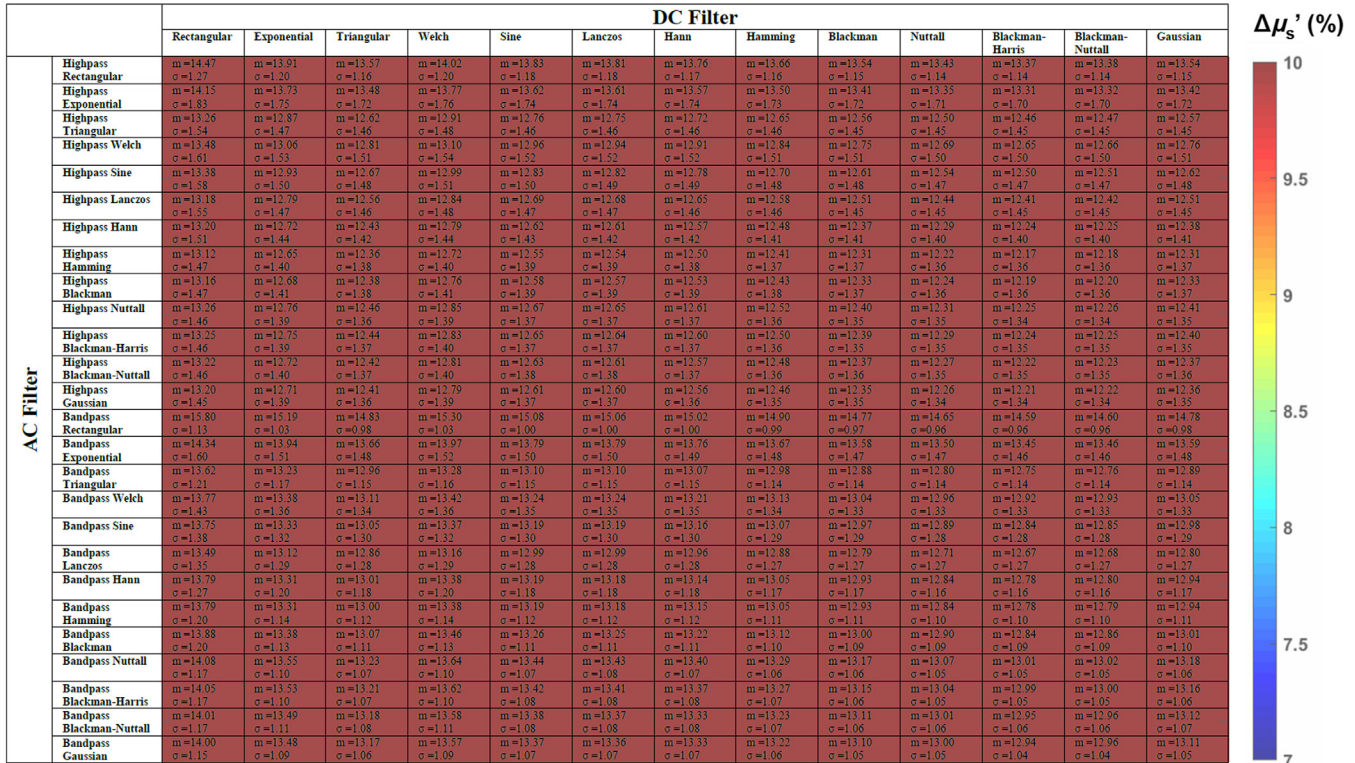 DC Filter
Δμs’ (%)
Rectangular Exponential Triangular Welch Sine Lanczos Hann Hamming Blackman Nuttall Blackman- Blackman- Gaussian
Harris Nuttall
AC Filter
Highpass m =14.47 m =13.91 m =13.57 m =14.02 m =13.83 m =13.81 m =13.76 m =13.66 m =13.54 m =13.43 m =13.37 m =13.38 m =13.54
Rectangular σ =1.27 σ =1.20 σ =1.16 σ =1.20 σ =1.18 σ =1.18 σ =1.17 σ =1.16 σ =1.15 σ =1.14 σ =1.14 σ =1.14 σ =1.15
Highpass m =14.15 m =13.73 m =13.48 m =13.77 m =13.62 m =13.61 m =13.57 m =13.50 m =13.41 m =13.35 m =13.31 m =13.32 m =13.42
Exponential σ =1.83 σ =1.75 σ =1.72 σ =1.76 σ =1.74 σ =1.74 σ =1.74 σ =1.73 σ =1.72 σ =1.71 σ =1.70 σ =1.70 σ =1.72
Highpass m =13.26 m =12.87 m =12.62 m =12.91 m =12.76 m =12.75 m =12.72 m =12.65 m =12.56 m =12.50 m =12.46 m =12.47 m =12.57
Triangular σ =1.54 σ =1.47 σ =1.46 σ =1.48 σ =1.46 σ =1.46 σ =1.46 σ =1.46 σ =1.45 σ =1.45 σ =1.45 σ =1.45 σ =1.45
Highpass Welch m =13.48 m =13.06 m =12.81 m =13.10 m =12.96 m =12.94 m =12.91 m =12.84 m =12.75 m =12.69 m =12.65 m =12.66 m =12.76
σ =1.61 σ =1.53 σ =1.51 σ =1.54 σ =1.52 σ =1.52 σ =1.52 σ =1.51 σ =1.51 σ =1.50 σ =1.50 σ =1.50 σ =1.51
Highpass Sine m =13.38 m =12.93 m =12.67 m =12.99 m =12.83 m =12.82 m =12.78 m =12.70 m =12.61 m =12.54 m =12.50 m =12.51 m =12.62
σ =1.58 σ =1.50 σ =1.48 σ =1.51 σ =1.50 σ =1.49 σ =1.49 σ =1.48 σ =1.48 σ =1.47 σ =1.47 σ =1.47 σ =1.48
Highpass Lanczos m =13.18 m =12.79 m =12.56 m =12.84 m =12.69 m =12.68 m =12.65 m =12.58 m =12.51 m =12.44 m =12.41 m =12.42 m =12.51
σ =1.55 σ =1.47 σ =1.46 σ =1.48 σ =1.47 σ =1.47 σ =1.46 σ =1.46 σ =1.45 σ =1.45 σ =1.45 σ =1.45 σ =1.45
Highpass Hann m =13.20 m =12.72 m =12.43 m =12.79 m =12.62 m =12.61 m =12.57 m =12.48 m =12.37 m =12.29 m =12.24 m =12.25 m =12.38
σ =1.51 σ =1.44 σ =1.42 σ =1.44 σ =1.43 σ =1.42 σ =1.42 σ =1.41 σ =1.41 σ =1.40 σ =1.40 σ =1.40 σ =1.41
Highpass m =13.12 m =12.65 m =12.36 m =12.72 m =12.55 m =12.54 m =12.50 m =12.41 m =12.31 m =12.22 m =12.17 m =12.18 m =12.31
Hamming σ =1.47 σ =1.40 σ =1.38 σ =1.40 σ =1.39 σ =1.39 σ =1.38 σ =1.37 σ =1.37 σ =1.36 σ =1.36 σ =1.36 σ =1.37
Highpass m =13.16 m =12.68 m =12.38 m =12.76 m =12.58 m =12.57 m =12.53 m =12.43 m =12.33 m =12.24 m =12.19 m =12.20 m =12.33
Blackman σ =1.47 σ =1.41 σ =1.38 σ =1.41 σ =1.39 σ =1.39 σ =1.39 σ =1.38 σ =1.37 σ =1.36 σ =1.36 σ =1.36 σ =1.37
Highpass Nuttall m =13.26 m =12.76 m =12.46 m =12.85 m =12.67 m =12.65 m =12.61 m =12.52 m =12.40 m =12.31 m =12.25 m =12.26 m =12.41
σ =1.46 σ =1.39 σ =1.36 σ =1.39 σ =1.37 σ =1.37 σ =1.37 σ =1.36 σ =1.35 σ =1.35 σ =1.34 σ =1.34 σ =1.35
Highpass m =13.25 m =12.75 m =12.44 m =12.83 m =12.65 m =12.64 m =12.60 m =12.50 m =12.39 m =12.29 m =12.24 m =12.25 m =12.40
Blackman-Harris σ =1.46 σ =1.39 σ =1.37 σ =1.40 σ =1.37 σ =1.37 σ =1.37 σ =1.36 σ =1.35 σ =1.35 σ =1.35 σ =1.35 σ =1.35
Highpass m =13.22 m =12.72 m =12.42 m =12.81 m =12.63 m =12.61 m =12.57 m =12.48 m =12.37 m =12.27 m =12.22 m =12.23 m =12.37
Blackman-Nuttall σ =1.46 σ =1.40 σ =1.37 σ =1.40 σ =1.38 σ =1.38 σ =1.37 σ =1.36 σ =1.36 σ =1.35 σ =1.35 σ =1.35 σ =1.36
Highpass m =13.20 m =12.71 m =12.41 m =12.79 m =12.61 m =12.60 m =12.56 m =12.46 m =12.35 m =12.26 m =12.21 m =12.22 m =12.36
Gaussian σ =1.45 σ =1.39 σ =1.36 σ =1.39 σ =1.37 σ =1.37 σ =1.36 σ =1.35 σ =1.35 σ =1.34 σ =1.34 σ =1.34 σ =1.35
Bandpass m =15.80 m =15.19 m =14.83 m =15.30 m =15.08 m =15.06 m =15.02 m =14.90 m =14.77 m =14.65 m =14.59 m =14.60 m =14.78
Rectangular σ =1.13 σ =1.03 σ =0.98 σ =1.03 σ =1.00 σ =1.00 σ =1.00 σ =0.99 σ =0.97 σ =0.96 σ =0.96 σ =0.96 σ =0.98
Bandpass m =14.34 m =13.94 m =13.66 m =13.97 m =13.79 m =13.79 m =13.76 m =13.67 m =13.58 m =13.50 m =13.45 m =13.46 m =13.59
Exponential σ =1.60 σ =1.51 σ =1.48 σ =1.52 σ =1.50 σ =1.50 σ =1.49 σ =1.48 σ =1.47 σ =1.47 σ =1.46 σ =1.46 σ =1.48
Bandpass m =13.62 m =13.23 m =12.96 m =13.28 m =13.10 m =13.10 m =13.07 m =12.98 m =12.88 m =12.80 m =12.75 m =12.76 m =12.89
Triangular σ =1.21 σ =1.17 σ =1.15 σ =1.16 σ =1.15 σ =1.15 σ =1.15 σ =1.14 σ =1.14 σ =1.14 σ =1.14 σ =1.14 σ =1.14
Bandpass Welch m =13.77 m =13.38 m =13.11 m =13.42 m =13.24 m =13.24 m =13.21 m =13.13 m =13.04 m =12.96 m =12.92 m =12.93 m =13.05
σ =1.43 σ =1.36 σ =1.34 σ =1.36 σ =1.35 σ =1.35 σ =1.35 σ =1.34 σ =1.33 σ =1.33 σ =1.33 σ =1.33 σ =1.33
Bandpass Sine m =13.75 m =13.33 m =13.05 m =13.37 m =13.19 m =13.19 m =13.16 m =13.07 m =12.97 m =12.89 m =12.84 m =12.85 m =12.98
σ =1.38 σ =1.32 σ =1.30 σ =1.32 σ =1.30 σ =1.30 σ =1.30 σ =1.29 σ =1.29 σ =1.28 σ =1.28 σ =1.28 σ =1.29
Bandpass m =13.49 m =13.12 m =12.86 m =13.16 m =12.99 m =12.99 m =12.96 m =12.88 m =12.79 m =12.71 m =12.67 m =12.68 m =12.80
Lanczos σ =1.35 σ =1.29 σ =1.28 σ =1.29 σ =1.28 σ =1.28 σ =1.28 σ =1.27 σ =1.27 σ =1.27 σ =1.27 σ =1.27 σ =1.27
Bandpass Hann m =13.79 m =13.31 m =13.01 m =13.38 m =13.19 m =13.18 m =13.14 m =13.05 m =12.93 m =12.84 m =12.78 m =12.80 m =12.94
σ =1.27 σ =1.20 σ =1.18 σ =1.20 σ =1.18 σ =1.18 σ =1.18 σ =1.17 σ =1.17 σ =1.16 σ =1.16 σ =1.16 σ =1.17
Bandpass m =13.79 m =13.31 m =13.00 m =13.38 m =13.19 m =13.18 m =13.15 m =13.05 m =12.93 m =12.84 m =12.78 m =12.79 m =12.94
Hamming σ =1.20 σ =1.14 σ =1.12 σ =1.14 σ =1.12 σ =1.12 σ =1.12 σ =1.11 σ =1.11 σ =1.10 σ =1.10 σ =1.10 σ =1.11
Bandpass m =13.88 m =13.38 m =13.07 m =13.46 m =13.26 m =13.25 m =13.22 m =13.12 m =13.00 m =12.90 m =12.84 m =12.86 m =13.01
Blackman σ =1.20 σ =1.13 σ =1.11 σ =1.13 σ =1.11 σ =1.11 σ =1.11 σ =1.10 σ =1.09 σ =1.09 σ =1.09 σ =1.09 σ =1.10
Bandpass Nuttall m =14.08 m =13.55 m =13.23 m =13.64 m =13.44 m =13.43 m =13.40 m =13.29 m =13.17 m =13.07 m =13.01 m =13.02 m =13.18
σ =1.17 σ =1.10 σ =1.07 σ =1.10 σ =1.07 σ =1.08 σ =1.07 σ =1.06 σ =1.06 σ =1.05 σ =1.05 σ =1.05 σ =1.06
Bandpass m =14.05 m =13.53 m =13.21 m =13.62 m =13.42 m =13.41 m =13.37 m =13.27 m =13.15 m =13.04 m =12.99 m =13.00 m =13.16
Blackman-Harris σ =1.17 σ =1.10 σ =1.07 σ =1.10 σ =1.08 σ =1.08 σ =1.08 σ =1.07 σ =1.06 σ =1.05 σ =1.05 σ =1.05 σ =1.06
Bandpass m =14.01 m =13.49 m =13.18 m =13.58 m =13.38 m =13.37 m =13.33 m =13.23 m =13.11 m =13.01 m =12.95 m =12.96 m =13.12
Blackman-Nuttall σ =1.17 σ =1.11 σ =1.08 σ =1.11 σ =1.08 σ =1.08 σ =1.08 σ =1.07 σ =1.06 σ =1.06 σ =1.06 σ =1.06 σ =1.07
Bandpass m =14.00 m =13.48 m =13.17 m =13.57 m =13.37 m =13.36 m =13.33 m =13.22 m =13.10 m =13.00 m =12.94 m =12.96 m =13.11
Gaussian σ =1.15 σ =1.09 σ =1.06 σ =1.09 σ =1.07 σ =1.07 σ =1.07 σ =1.06 σ =1.05 σ =1.05 σ =1.04 σ =1.04 σ =1.05
10
9.5
9
8.5
8
7.5
7